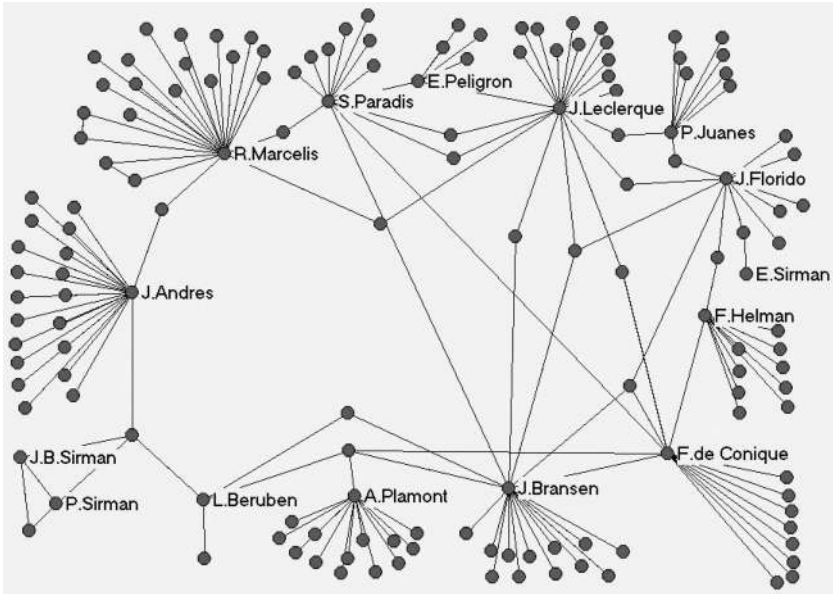 E.Peligron
S.Paradis
J.Leclerque
P.Juanes
R.Marcelis
J.Florido
E.Sirman
J.Andres
F.Helman
J.B.Sirman
F.de Conique
P.Sirman
L.Beruben
A.Plamont
J.Bransen